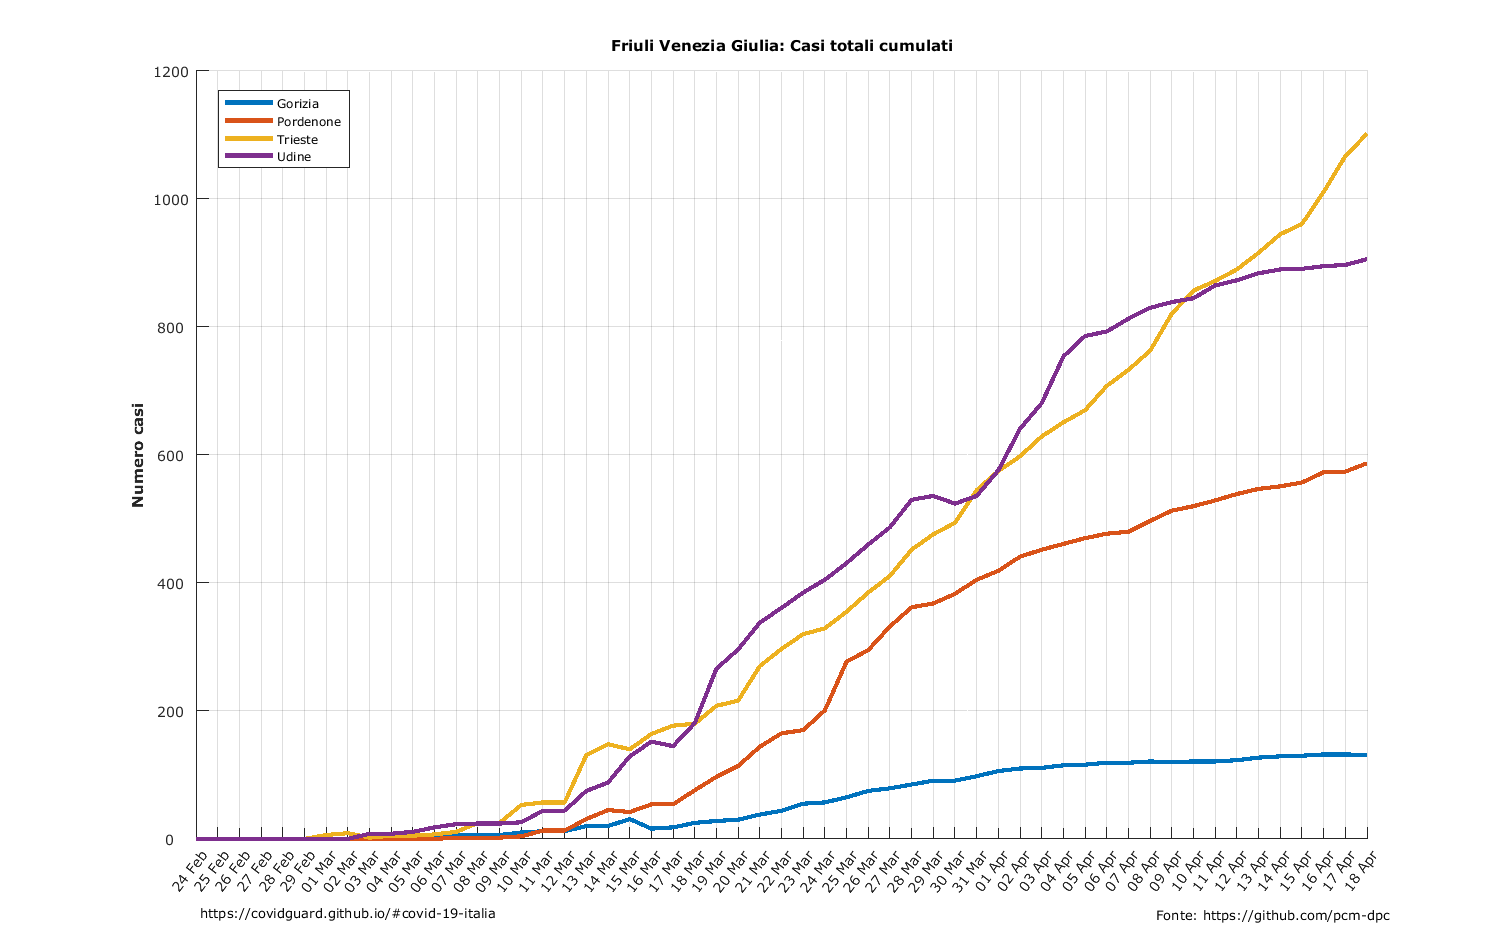 Friuli Venezia Giulia: Casi totali cumulati
1200
1000
800
600
400
200
0
Numero casi
Gorizia
Pordenone
Trieste
Udine
24 Feb
25 Feb
26 Feb
27 Feb
28 Feb
29 Feb
01 Mar
02 Mar
03 Mar
04 Mar
05 Mar
06 Mar
07 Mar
08 Mar
09 Mar
10 Mar
11 Mar
12 Mar
13 Mar
14 Mar
15 Mar
16 Mar
17 Mar
18 Mar
19 Mar
20 Mar
21 Mar
22 Mar
23 Mar
24 Mar
25 Mar
26 Mar
27 Mar
28 Mar
29 Mar
30 Mar
31 Mar
01 Apr
02 Apr
03 Apr
04 Apr
05 Apr
06 Apr
07 Apr
08 Apr
09 Apr
10 Apr
11 Apr
12 Apr
13 Apr
14 Apr
15 Apr
16 Apr
17 Apr
18 Apr
https://covidguard.github.io/#covid-19-italia
Fonte: https://github.com/pcm-dpc